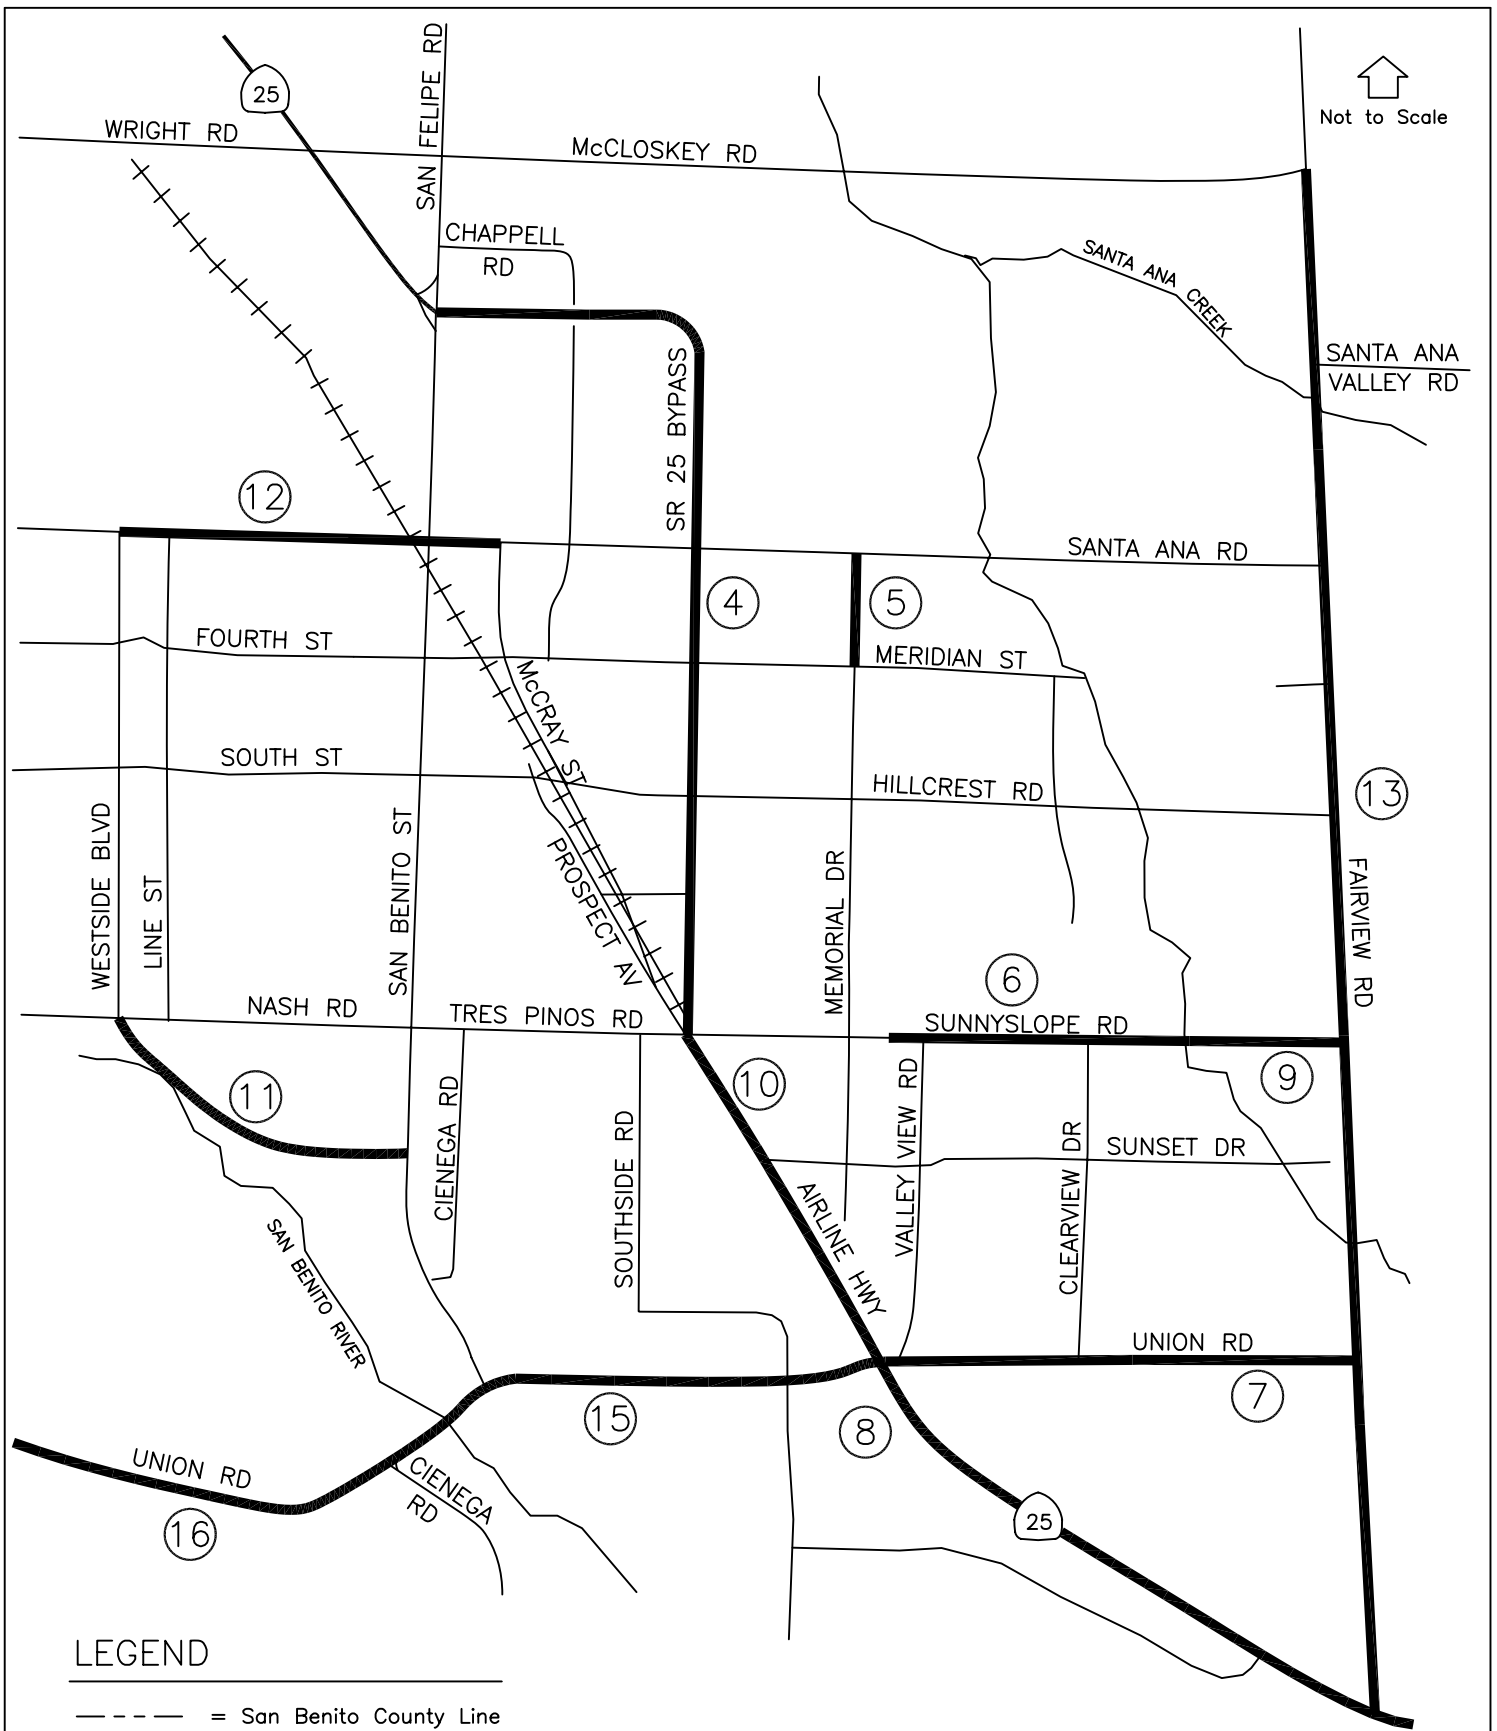 25
SAN FELIPE RD
Not to Scale
WRIGHT RD
McCLOSKEY RD
CHAPPELL
RD
SANTA ANA CREEK
SR 25 BYPASS
SANTA ANA
VALLEY RD
12
SANTA ANA RD
4
5
FOURTH ST
MERIDIAN ST
McCRAY ST
SOUTH ST
HILLCREST RD
13
WESTSIDE BLVD
LINE ST
SAN BENITO ST
PROSPECT AV
MEMORIAL DR
FAIRVIEW RD
6
NASH RD
TRES PINOS RD
SUNNYSLOPE RD
11
10
9
CIENEGA RD
SOUTHSIDE RD
VALLEY VIEW RD
CLEARVIEW DR
SUNSET DR
AIRLINE HWY
SAN BENITO RIVER
UNION RD
7
15
8
UNION RD
CIENEGA
RD
16
25
LEGEND
= San Benito County Line